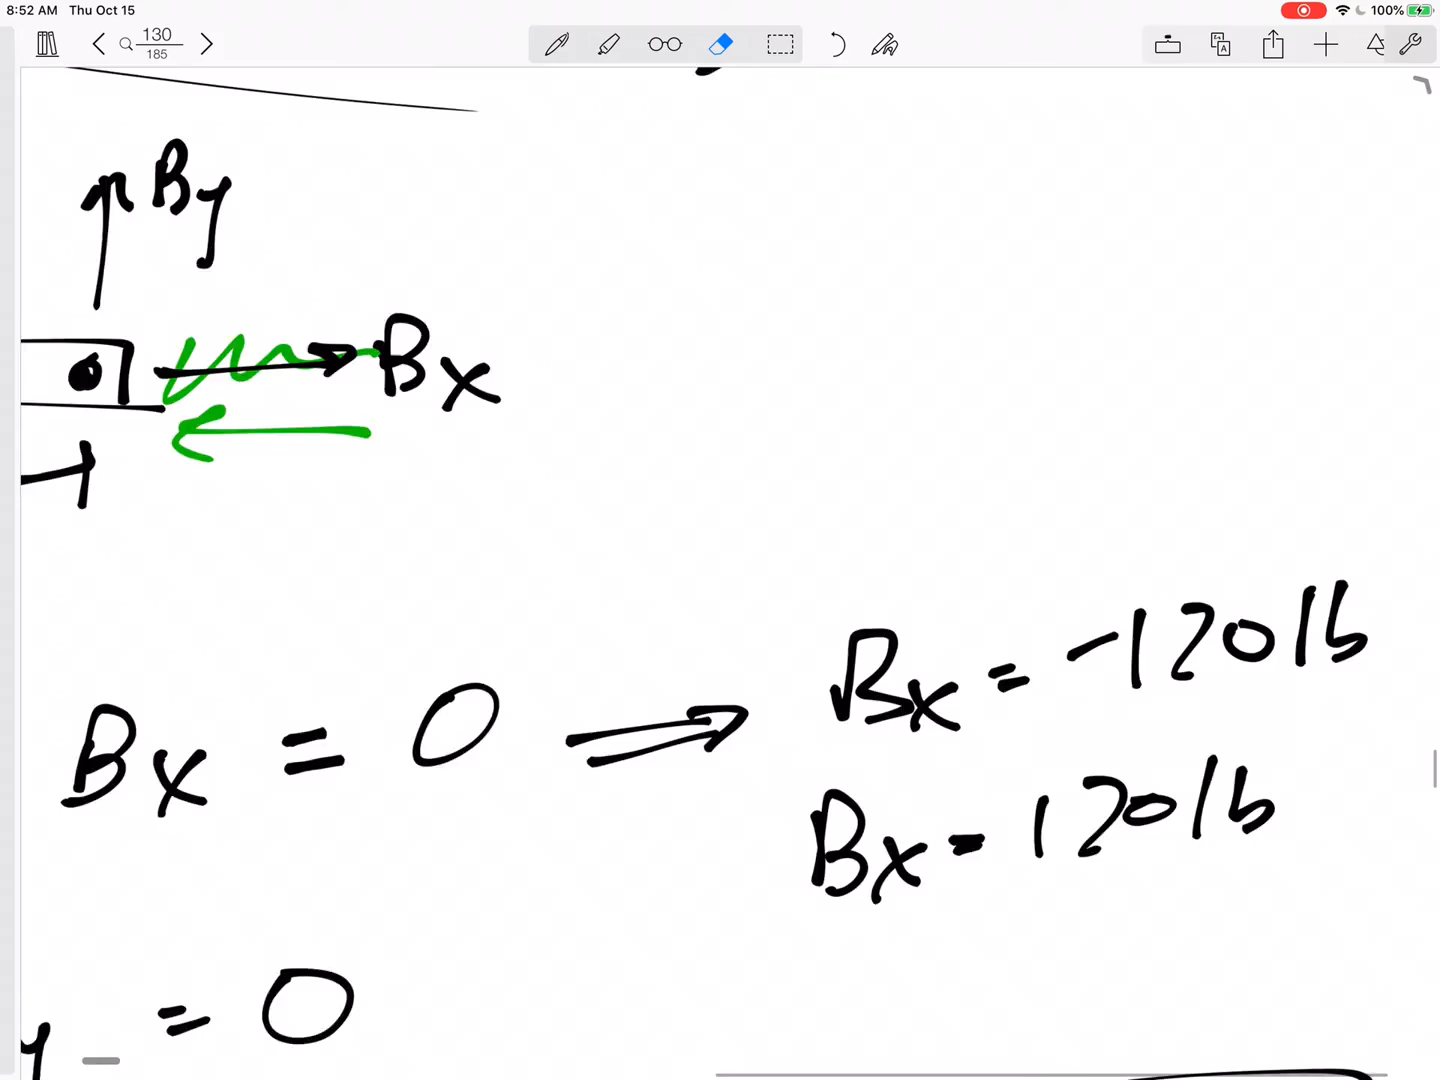 8:52 AM Thu Oct 15
100%
130
185
By
Bx
Bx = 0 ⇒ Bx = -120lb
Bx = 120lb
y = 0